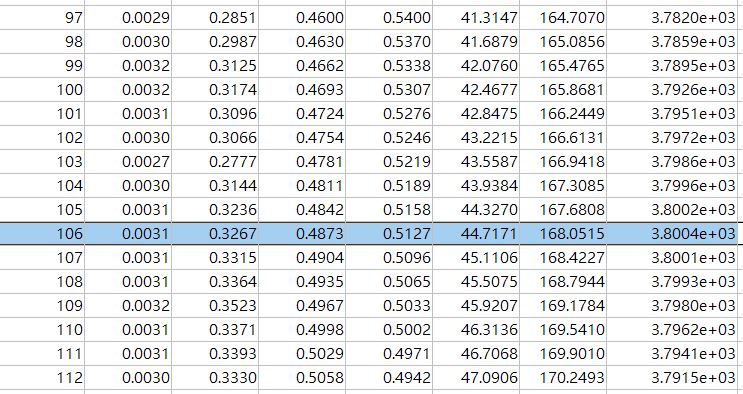 97 0.0029 0.2851 0.4600 0.5400 41.3147 164.7070 3.7820e+03
98 0.0030 0.2987 0.4630 0.5370 41.6879 165.0856 3.7859e+03
99 0.0032 0.3125 0.4662 0.5338 42.0760 165.4765 3.7895e+03
100 0.0032 0.3174 0.4693 0.5307 42.4677 165.8681 3.7926e+03
101 0.0031 0.3096 0.4724 0.5276 42.8475 166.2449 3.7951e+03
102 0.0030 0.3066 0.4754 0.5246 43.2215 166.6131 3.7972e+03
103 0.0027 0.2777 0.4781 0.5219 43.5587 166.9418 3.7986e+03
104 0.0030 0.3144 0.4811 0.5189 43.9384 167.3085 3.7996e+03
105 0.0031 0.3236 0.4842 0.5158 44.3270 167.6808 3.8002e+03
106 0.0031 0.3267 0.4873 0.5127 44.7171 168.0515 3.8004e+03
107 0.0031 0.3315 0.4904 0.5096 45.1106 168.4227 3.8001e+03
108 0.0031 0.3364 0.4935 0.5065 45.5075 168.7944 3.7993e+03
109 0.0032 0.3523 0.4967 0.5033 45.9207 169.1784 3.7980e+03
110 0.0031 0.3371 0.4998 0.5002 46.3136 169.5410 3.7962e+03
111 0.0031 0.3393 0.5029 0.4971 46.7068 169.9010 3.7941e+03
112 0.0030 0.3330 0.5058 0.4942 47.0906 170.2493 3.7915e+03